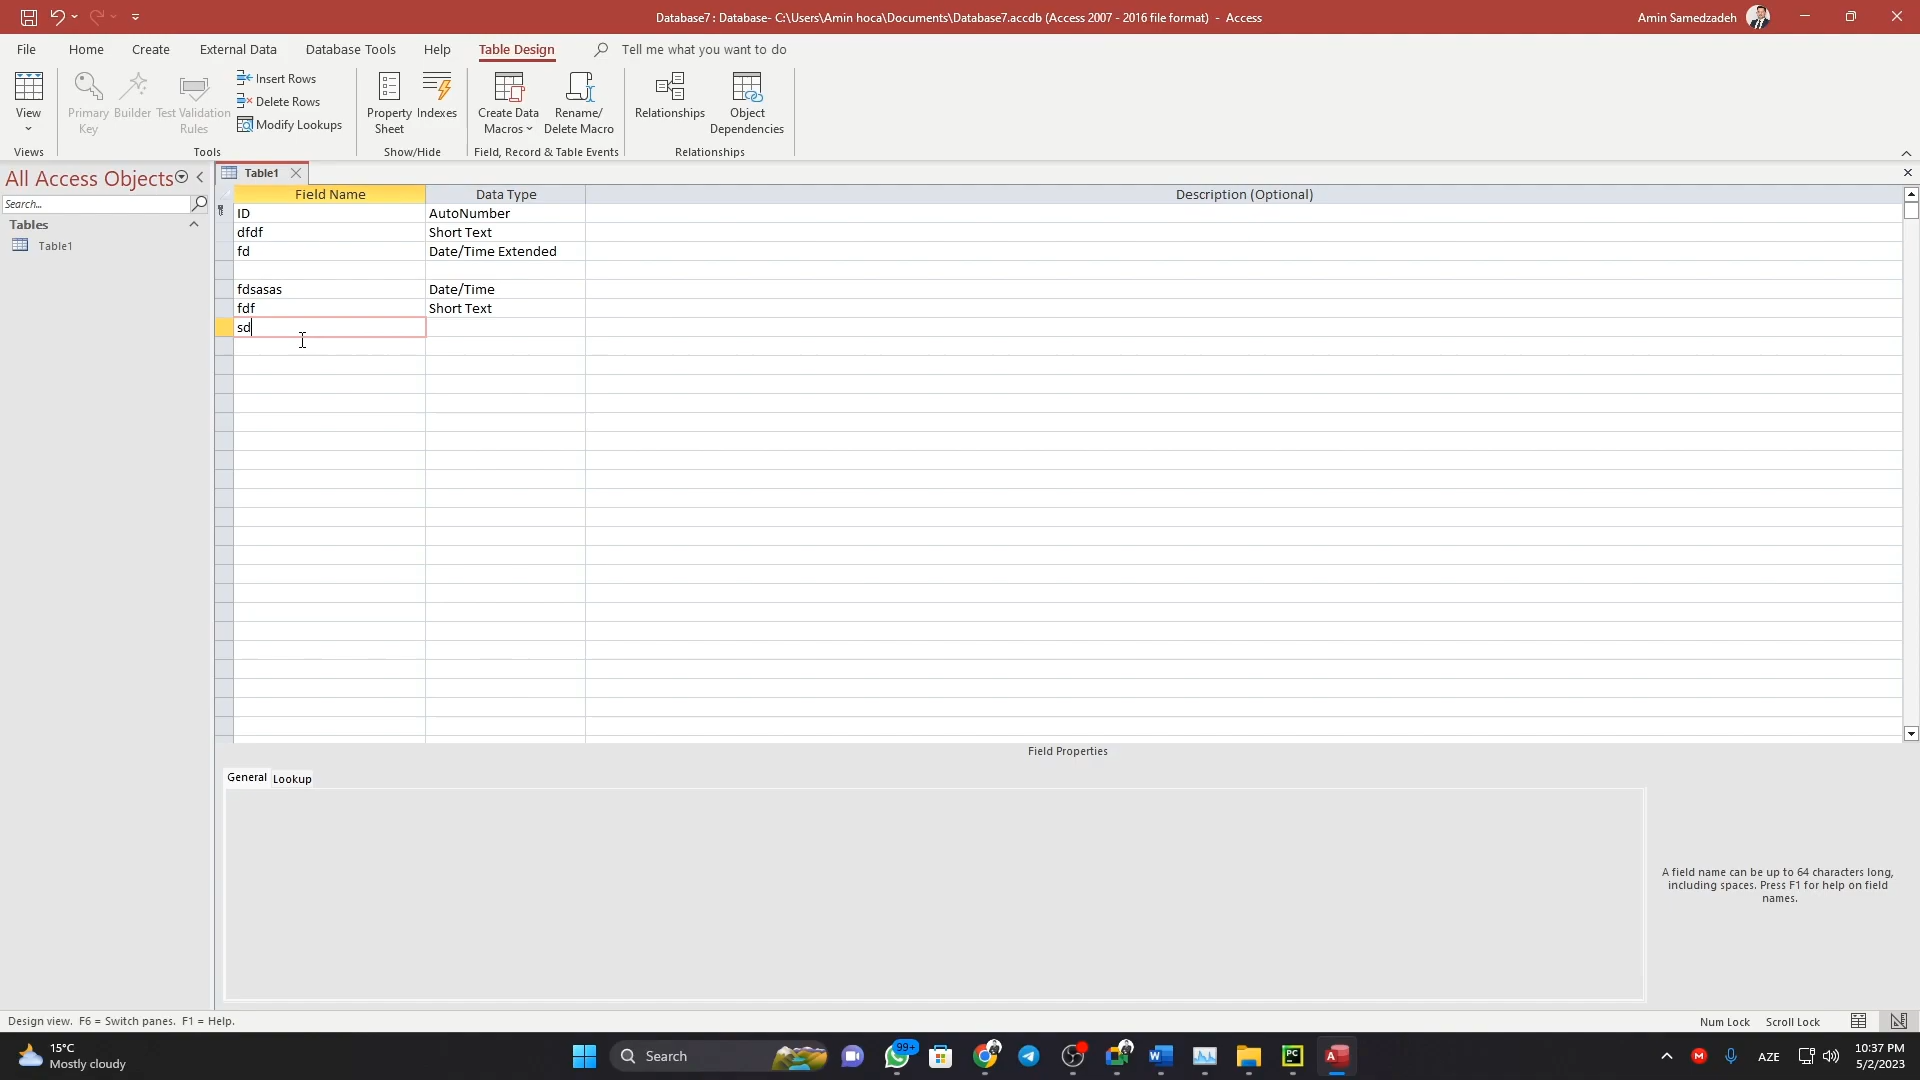 Database7 : Database- C:\Users\Amin hoca\Documents\Database7.accdb (Access 2007 - 2016 file format) - Access
Amin Samedzadeh
File Home Create External Data Database Tools Help Table Design Tell me what you want to do
View
Primary Key
Builder
Test Validation Rules
Insert Rows
Delete Rows
Modify Lookups
Property Sheet
Indexes
Create Data Macros
Rename/ Delete Macro
Relationships
Object Dependencies
Views
Tools
Show/Hide
Field, Record & Table Events
Relationships
All Access Objects
Search...
Tables
Table1
Table1
Field Name Data Type Description (Optional)
ID AutoNumber
dfdf Short Text
fd Date/Time Extended
fdsasas Date/Time
fdf Short Text
sd
Field Properties
General Lookup
A field name can be up to 64 characters long,
including spaces. Press F1 for help on field
names.
Design view. F6 = Switch panes. F1 = Help.
Num Lock Scroll Lock
15°C
Mostly cloudy
Search
99+
AZE
10:37 PM
5/2/2023